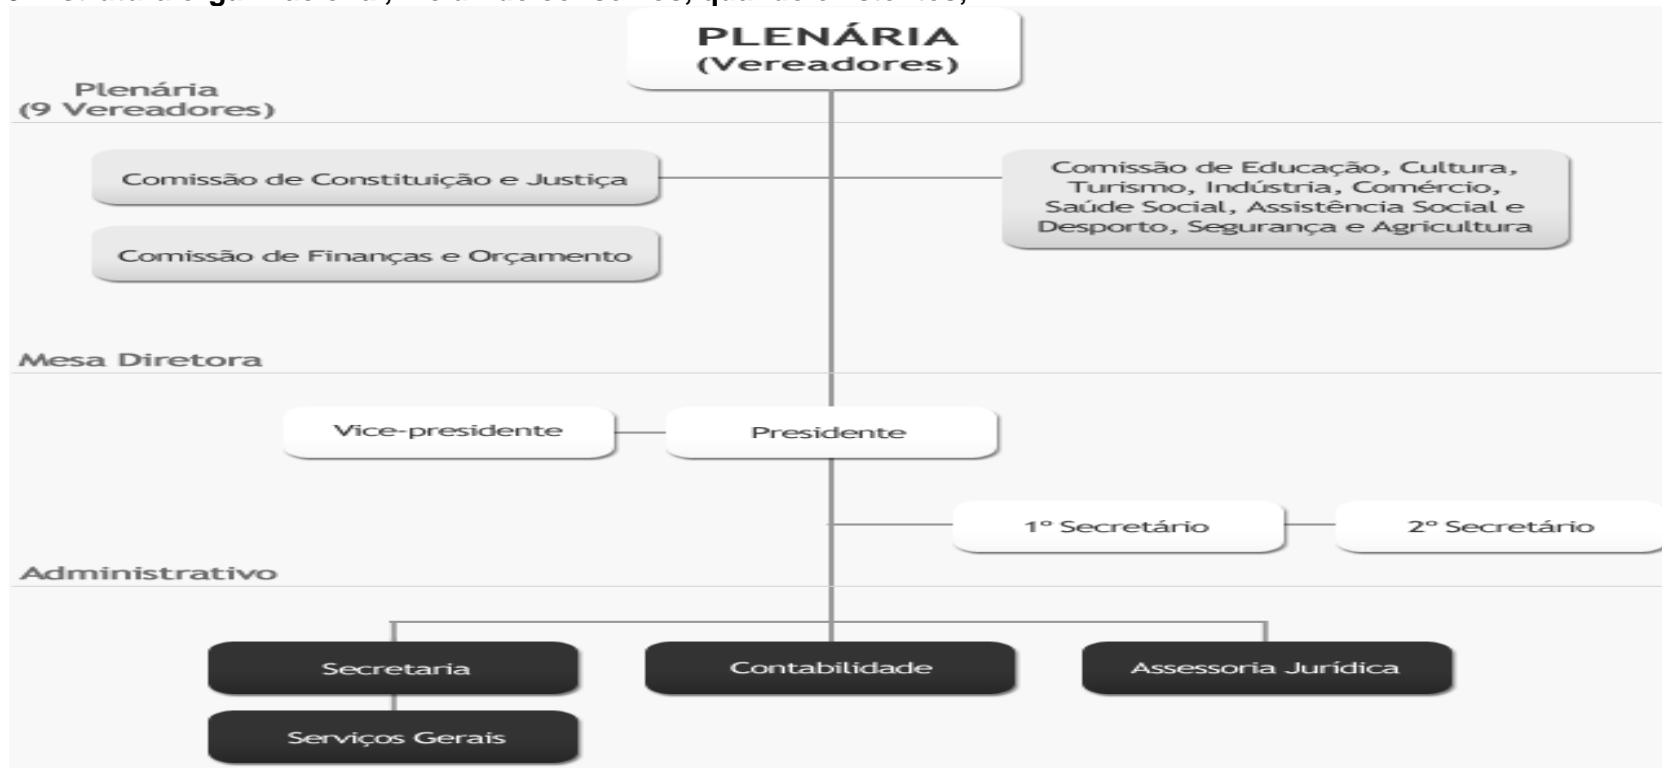 PLENÁRIA
(Vereadores)
Plenária
(9 Vereadores)
Comissão de Constituição e Justiça
Comissão de Educação, Cultura,
Turismo, Indústria, Comércio,
Saúde Social, Assistência Social e
Desporto, Segurança e Agricultura
Comissão de Finanças e Orçamento
Mesa Diretora
Vice-presidente
Presidente
1º Secretário
2º Secretário
Administrativo
Secretaria
Contabilidade
Assessoria Jurídica
Serviços Gerais